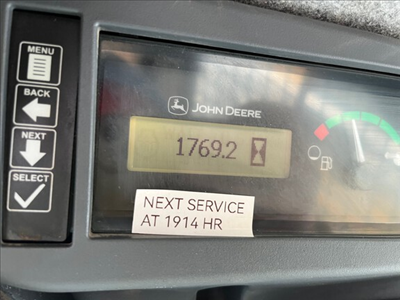 MENU
BACK
NEXT
SELECT
JOHN DEERE
1769.2
NEXT SERVICE
AT 1914 HR